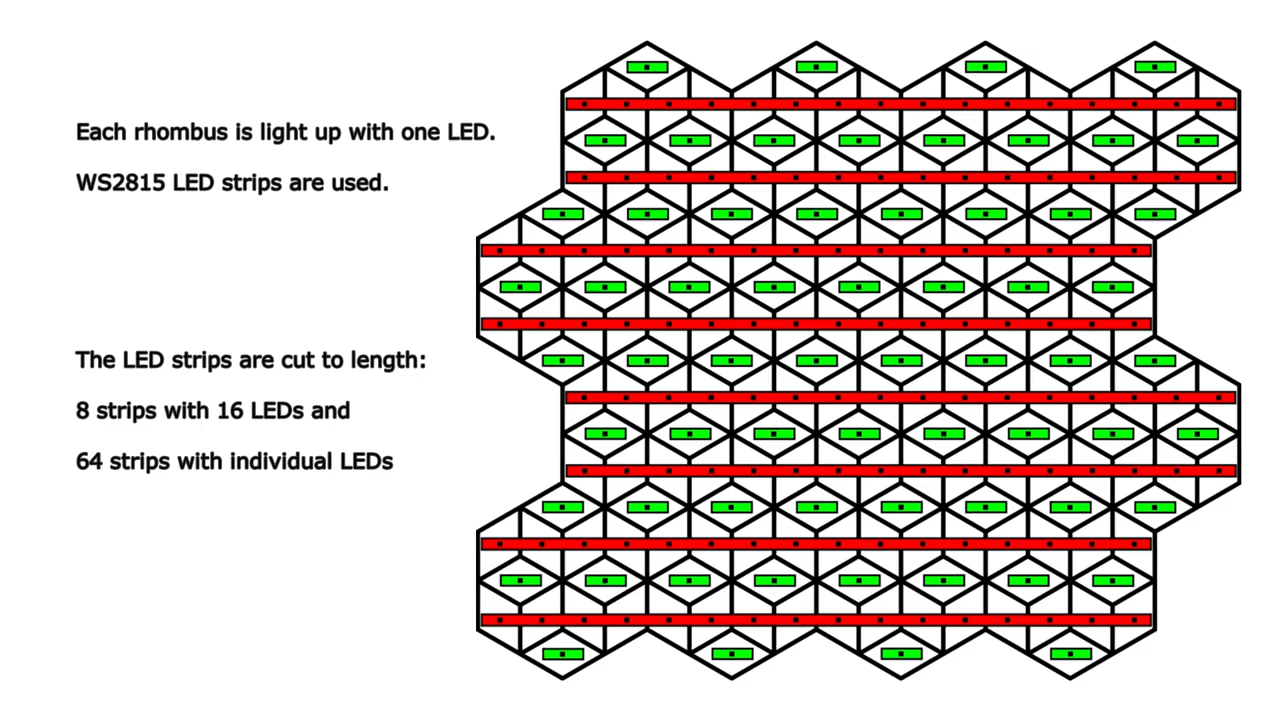 Each rhombus is light up with one LED.
WS2815 LED strips are used.
The LED strips are cut to length:
8 strips with 16 LEDs and
64 strips with individual LEDs